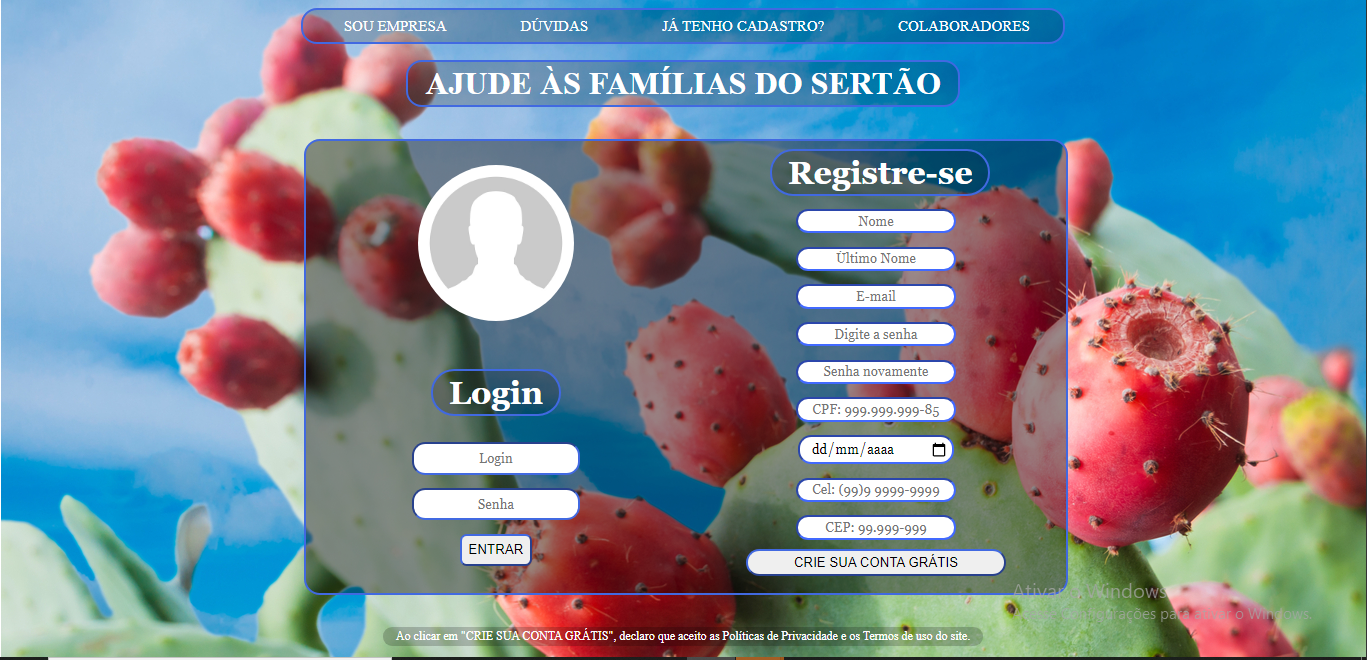 SOU EMPRESA DÚVIDAS JÁ TENHO CADASTRO? COLABORADORES
AJUDE ÀS FAMÍLIAS DO SERTÃO
Registre-se
Nome
Último Nome
E-mail
Digite a senha
Senha novamente
CPF: 999.999.999-85
dd/mm/aaaa
Cel: (99)9 9999-9999
CEP: 99.999-999
CRIE SUA CONTA GRÁTIS
Login
Login
Senha
ENTRAR
Ativar o Windows
ações para ativar o Windows.
Ao clicar em "CRIE SUA CONTA GRÁTIS", declaro que aceito as Políticas de Privacidade e os Termos de uso do site.